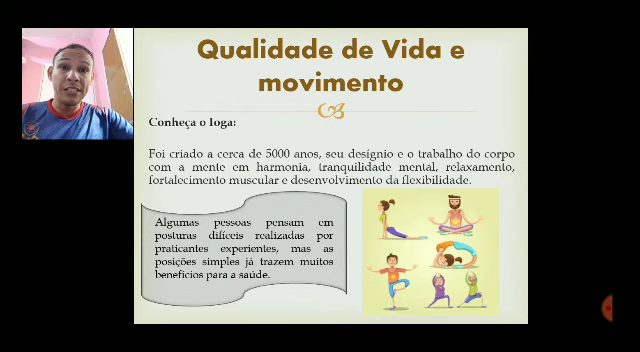 Qualidade de Vida e
movimento
Conheça o Ioga:
Foi criado a cerca de 5000 anos, seu desígnio e o trabalho do corpo
com a mente em harmonia, tranquilidade mental, relaxamento,
fortalecimento muscular e desenvolvimento da flexibilidade.
Algumas pessoas pensam em
posturas difíceis realizadas por
praticantes experientes, mas as
posições simples já trazem muitos
benefícios para a saúde.